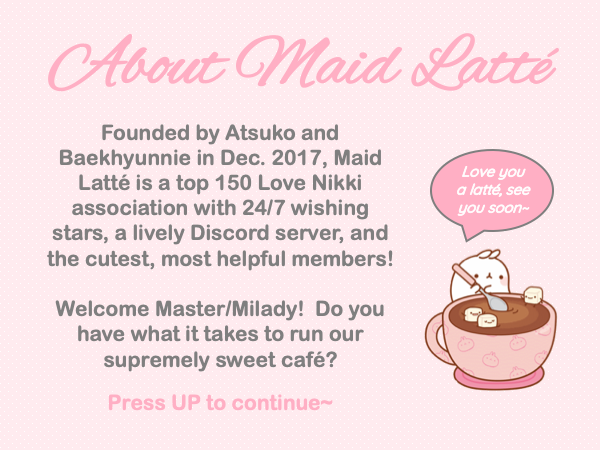 About Maid Latté
Founded by Atsuko and
Baekhyunnie in Dec. 2017, Maid
Latté is a top 150 Love Nikki
association with 24/7 wishing
stars, a lively Discord server, and
the cutest, most helpful members!
Love you
a latté, see
you soon~
Welcome Master/Milady! Do you
have what it takes to run our
supremely sweet café?
Press UP to continue~